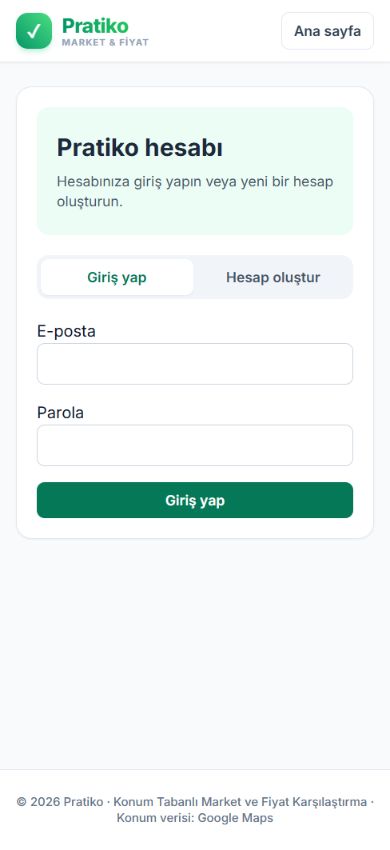 Pratiko
MARKET & FİYAT
Ana sayfa
Pratiko hesabı
Hesabınıza giriş yapın veya yeni bir hesap
oluşturun.
Giriş yap
Hesap oluştur
E-posta
Parola
Giriş yap
© 2026 Pratiko · Konum Tabanlı Market ve Fiyat Karşılaştırma ·
Konum verisi: Google Maps